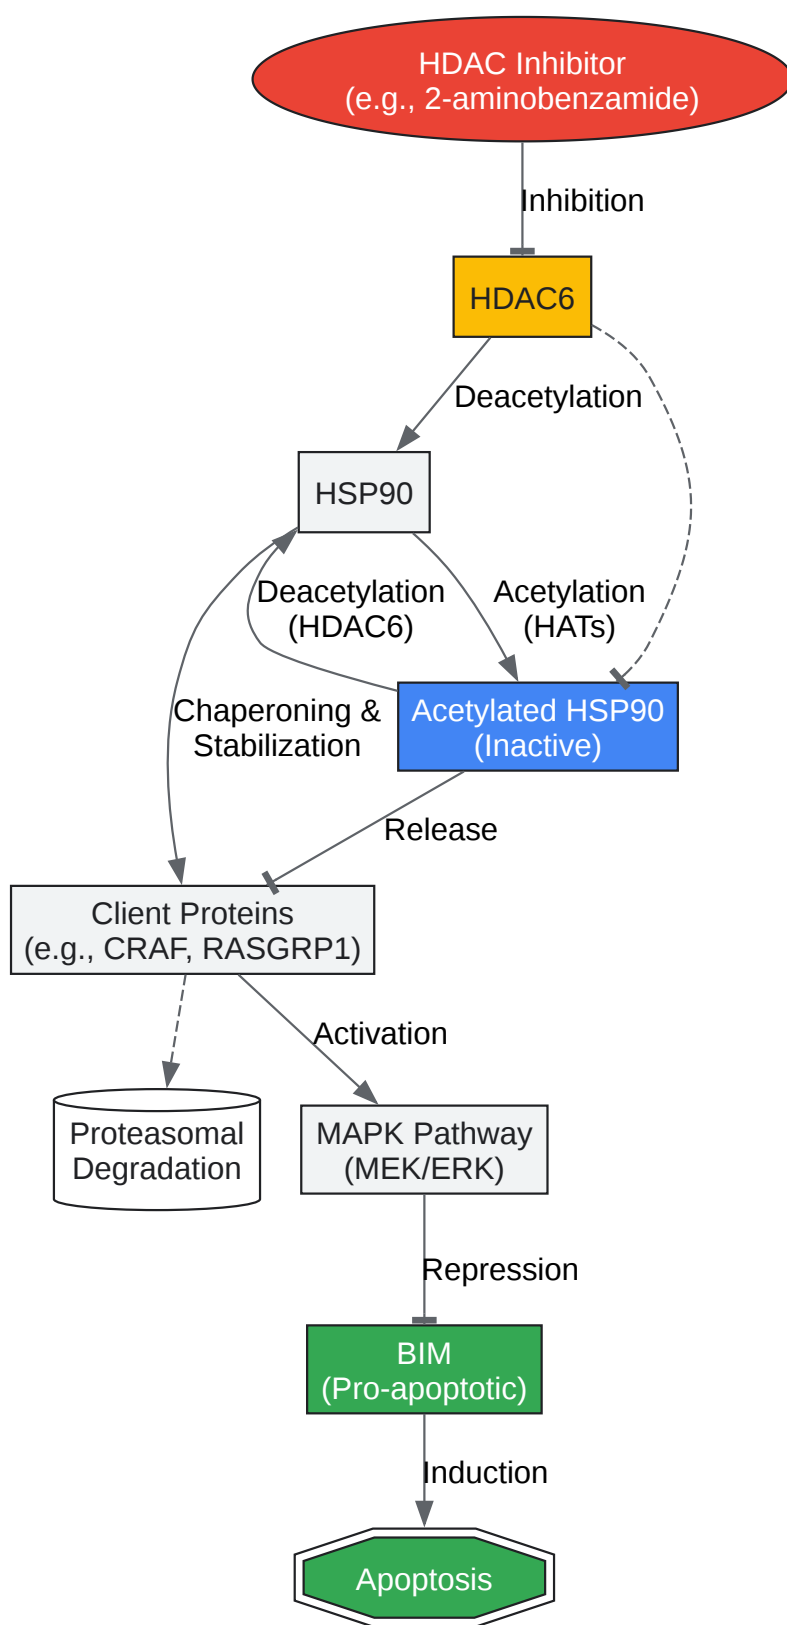 HDAC Inhibitor
(e.g., 2-aminobenzamide)
Inhibition
HDAC6
Deacetylation
HSP90
Deacetylation
(HDAC6)
Acetylation
(HATs)
Chaperoning &
Stabilization
Acetylated HSP90
(Inactive)
Release
Client Proteins
(e.g., CRAF, RASGRP1)
Activation
Proteasomal
Degradation
MAPK Pathway
(MEK/ERK)
Repression
BIM
(Pro-apoptotic)
Induction
Apoptosis